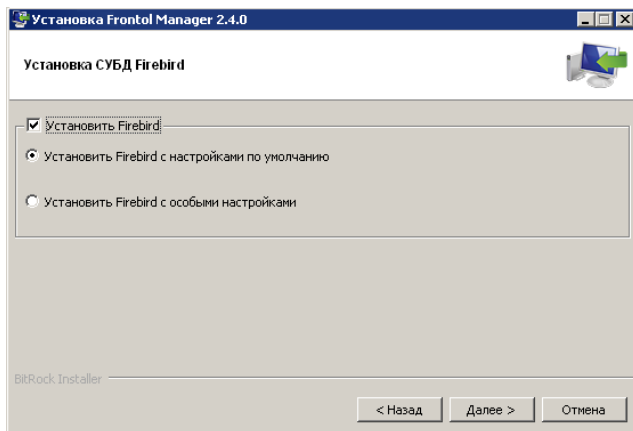 Установка Frontol Manager 2.4.0
Установка СУБД Firebird
Установить Firebird
Установить Firebird с настройками по умолчанию
Установить Firebird с особыми настройками
BitRock Installer
< Назад Далее > Отмена